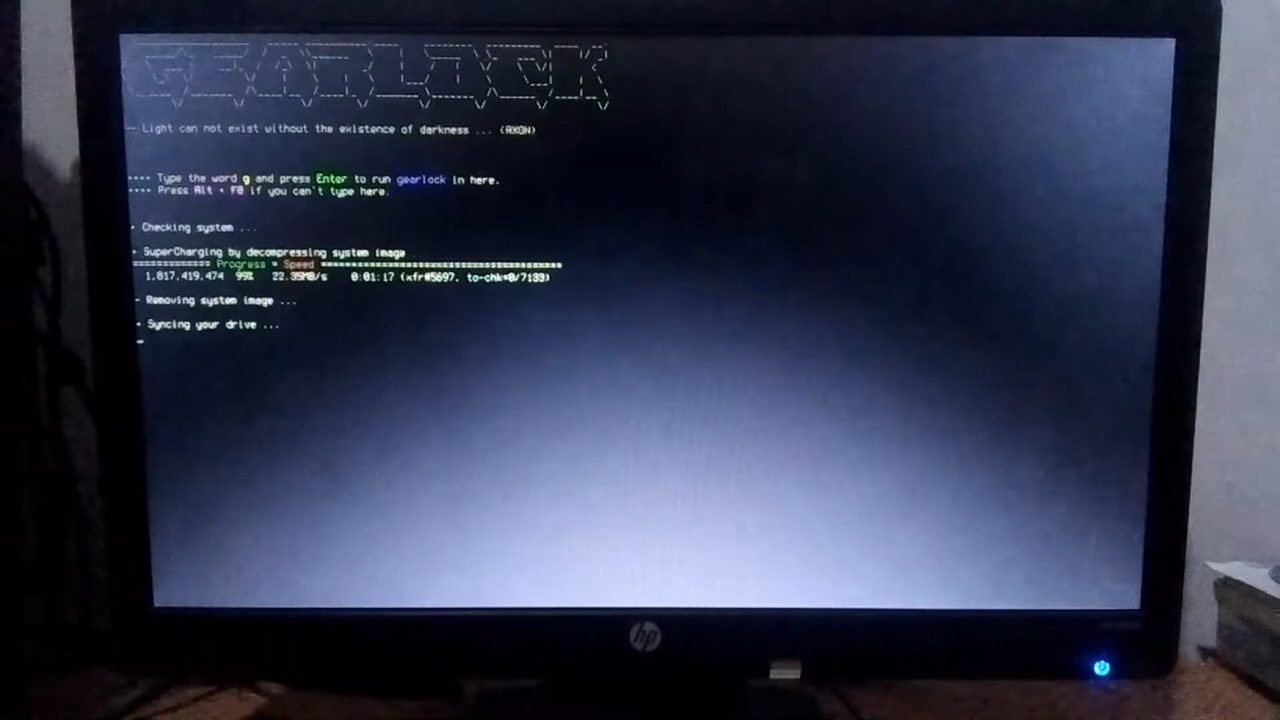 GEARLOCK
-- Light can not exist without the existence of darkness ... (AXON)
---- Type the word g and press Enter to run gearlock in here.
---- Press Alt + F8 if you can't type here.
+ Checking system ...
+ SuperCharging by decompressing system image
==================== Progress = Speed ====================
1,817,419,474 99% 22.35MB/s 0:01:17 (xfr#5697, to-chk=0/7139)
- Removing system image ...
+ Syncing your drive ...
hp